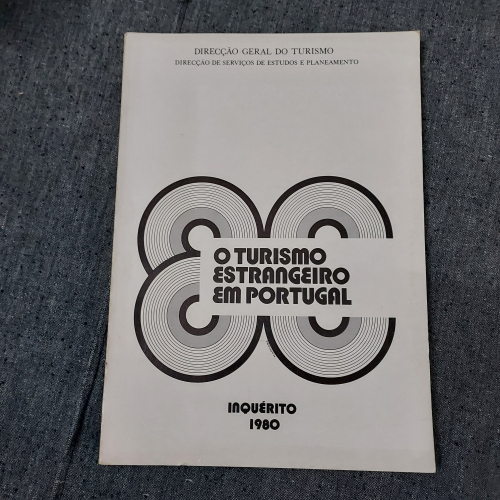 DIRECÇÃO GERAL DO TURISMO
DIRECÇÃO DE SERVIÇOS DE ESTUDOS E PLANEAMENTO
O TURISMO
ESTRANGEIRO
EM PORTUGAL
INQUÉRITO
1980